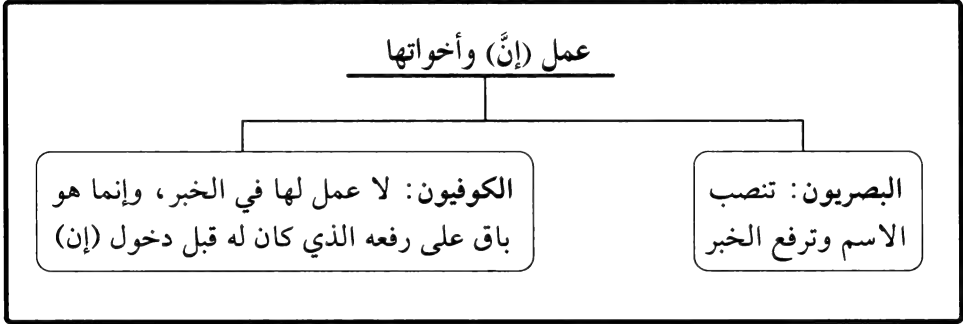 عمل (إنَّ) وأخواتها
البصريون: تنصب
الاسم وترفع الخبر
الكوفيون: لا عمل لها في الخبر، وإنما هو
باق على رفعه الذي كان له قبل دخول (إن)